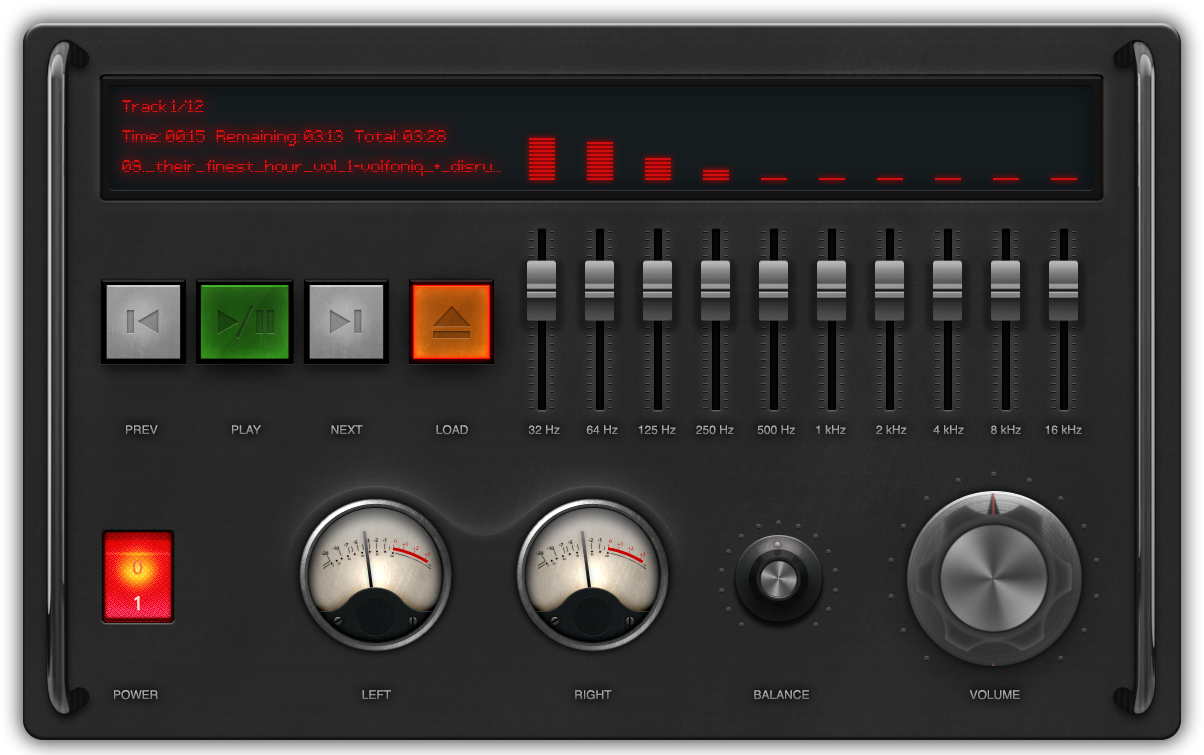 Track 1/12
Time: 00:15 Remaining: 03:13 Total: 03:28
09._their_finest_hour_vol_1-volfoniq_*_disru...
PREV PLAY NEXT LOAD 32 Hz 64 Hz 125 Hz 250 Hz 500 Hz 1 kHz 2 kHz 4 kHz 8 kHz 16 kHz
0
1
POWER LEFT RIGHT BALANCE VOLUME